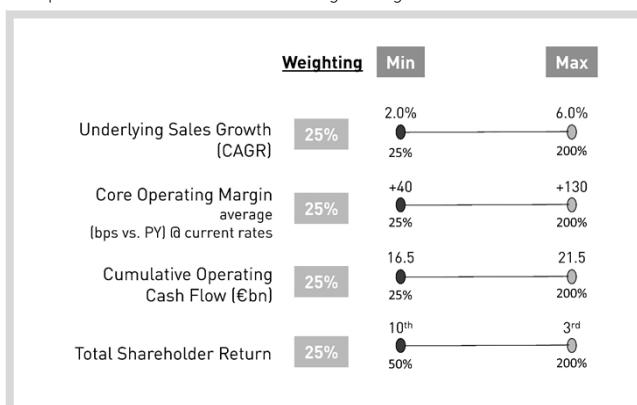 Weighting Min Max
2.0% 6.0%
Underlying Sales Growth 25%
(CAGR) 25% 200%
+40 +130
Core Operating Margin
average 25%
(bps vs. PY) @ current rates 25% 200%
16.5 21.5
Cumulative Operating 25%
Cash Flow (€bn) 25% 200%
10th 3rd
Total Shareholder Return 25%
50% 200%